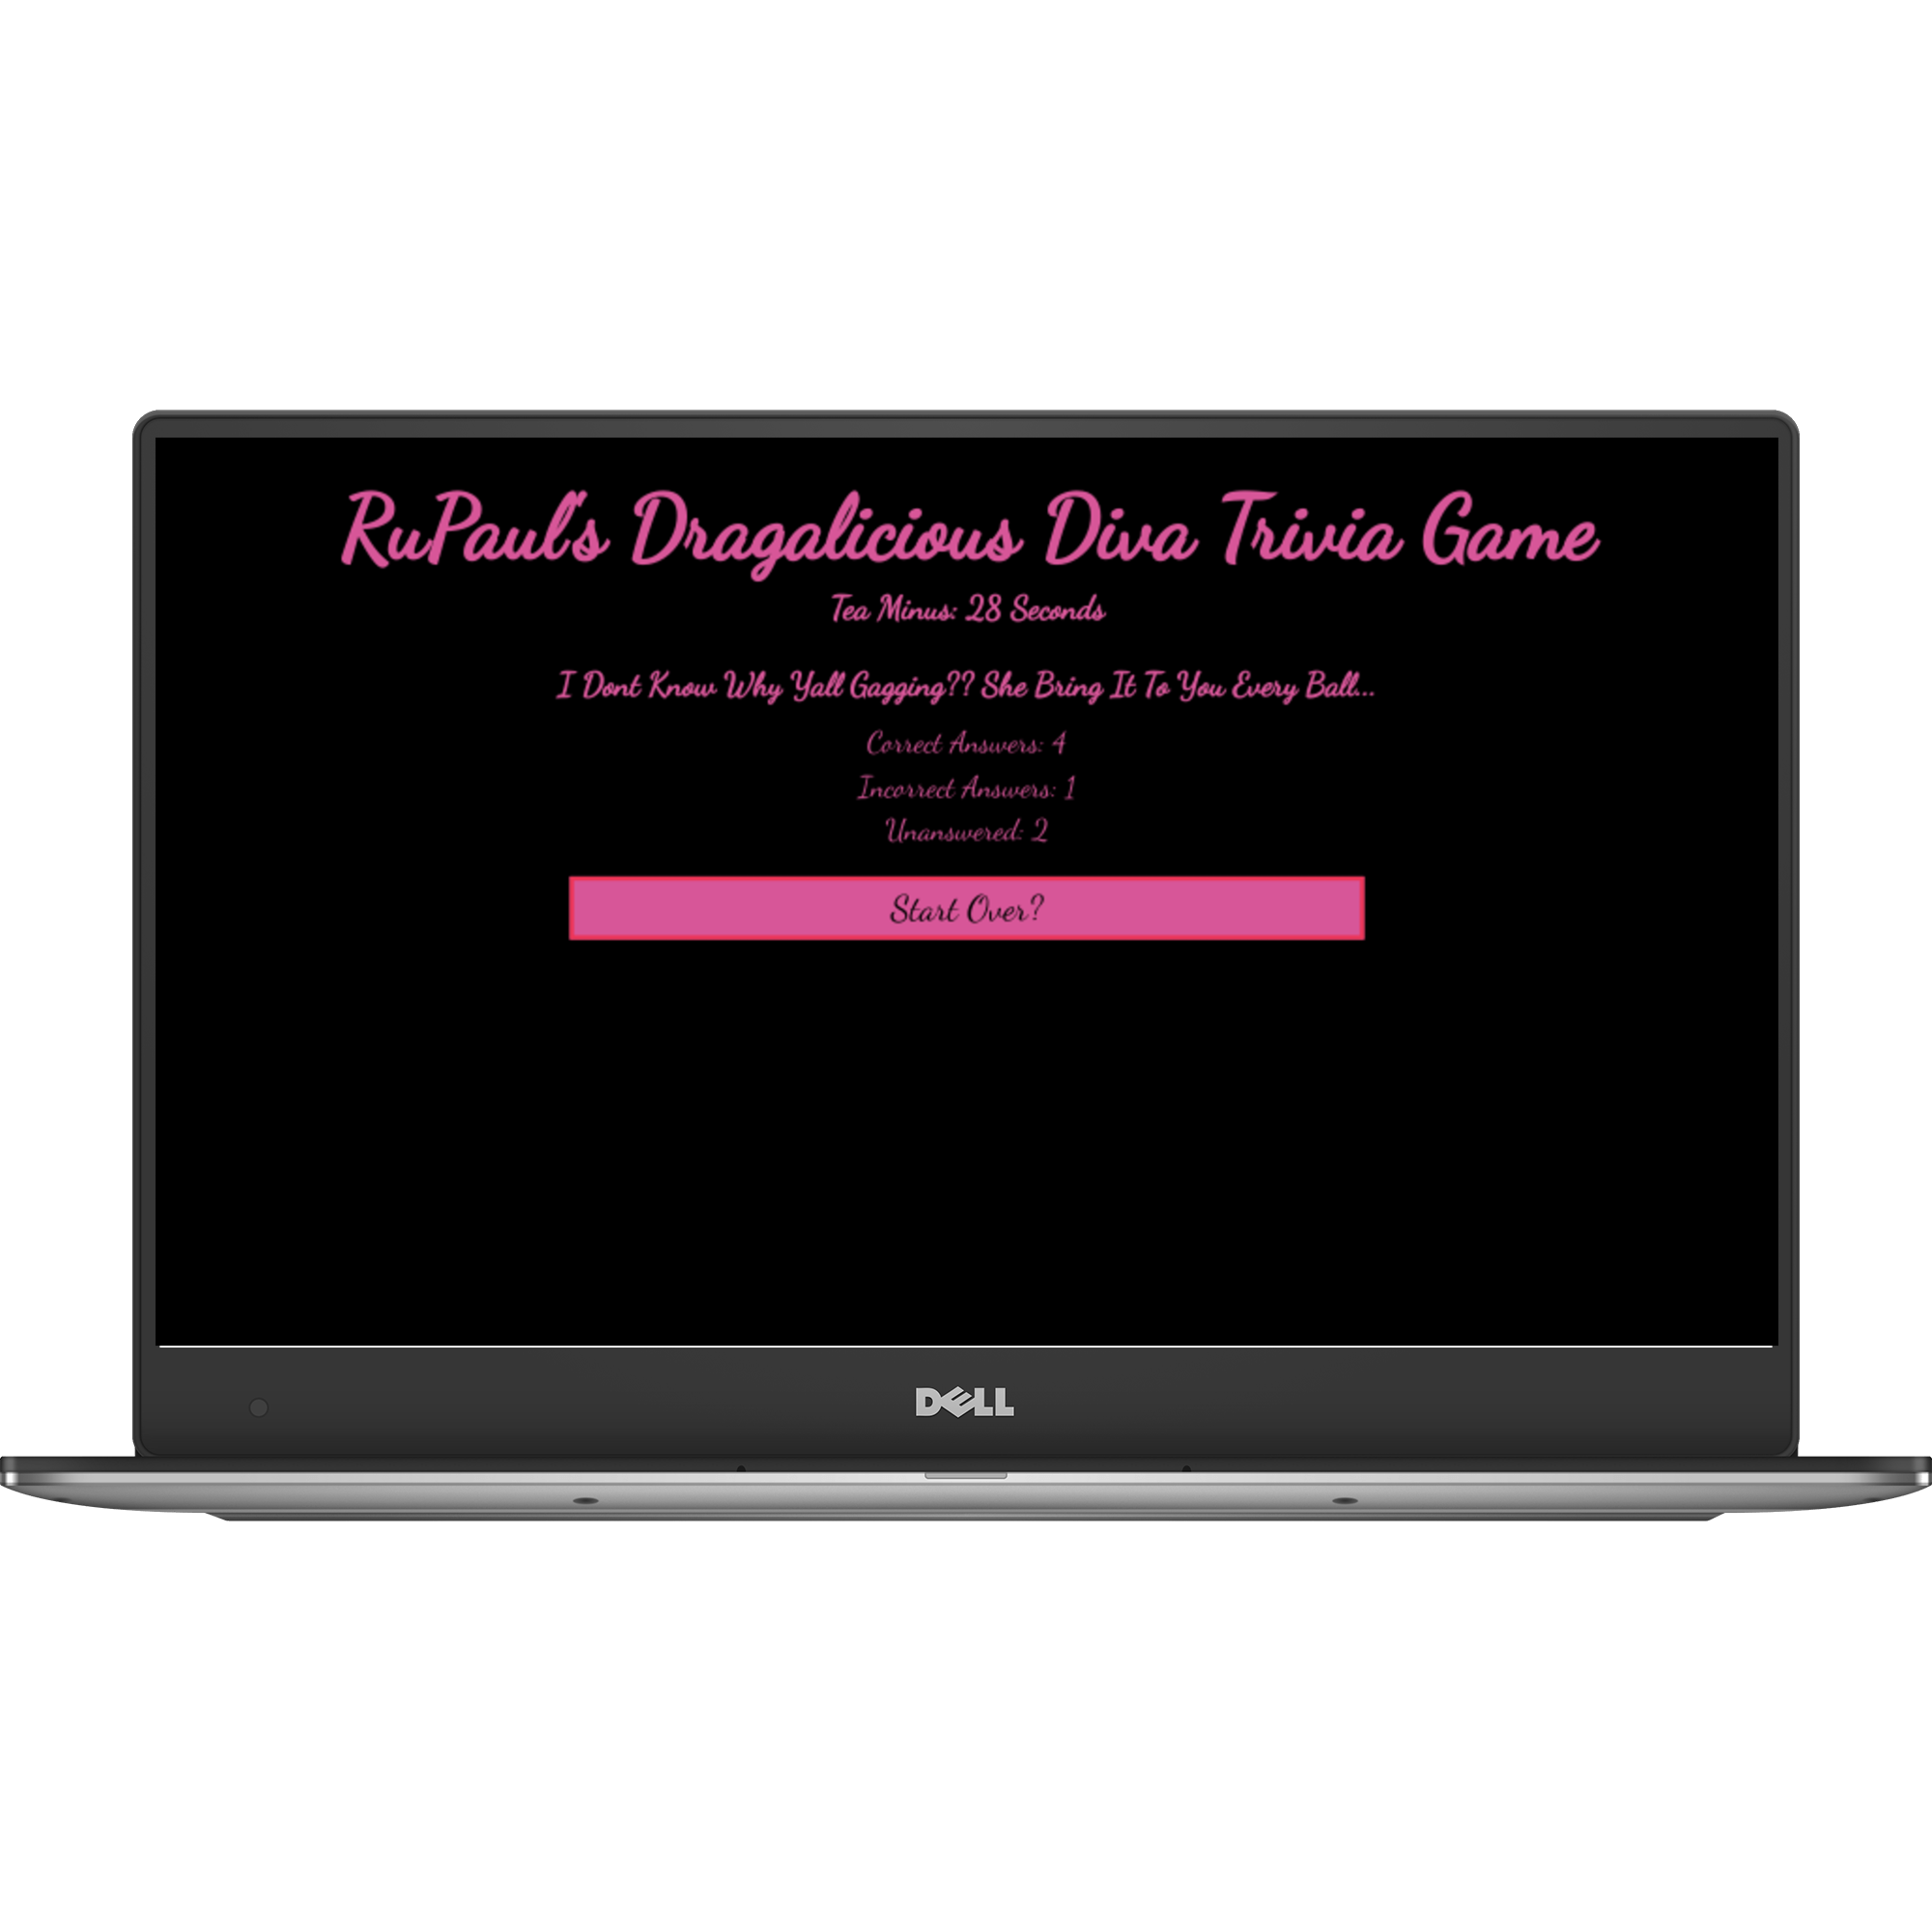 RuPaul's Dragalicious Diva Trivia Game
Tea Minus: 28 Seconds
I Dont Know Why Yall Gagging?? She Bring It To You Every Ball...
Correct Answers: 4
Incorrect Answers: 1
Unanswered: 2
Start Over?
DELL